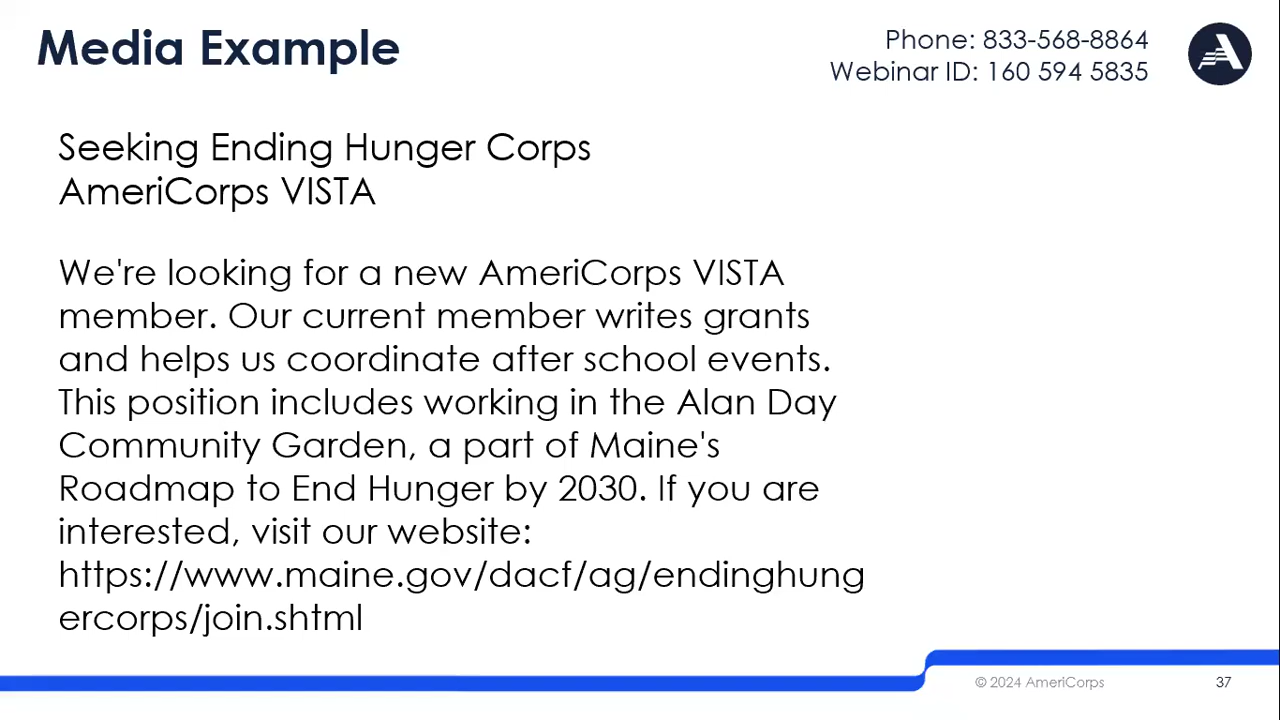 Media Example
Phone: 833-568-8864
Webinar ID: 160 594 5835
Seeking Ending Hunger Corps
AmeriCorps VISTA
We're looking for a new AmeriCorps VISTA
member. Our current member writes grants
and helps us coordinate after school events.
This position includes working in the Alan Day
Community Garden, a part of Maine's
Roadmap to End Hunger by 2030. If you are
interested, visit our website:
https://www.maine.gov/dacf/ag/endinghung
ercorps/join.shtml
© 2024 AmeriCorps
37